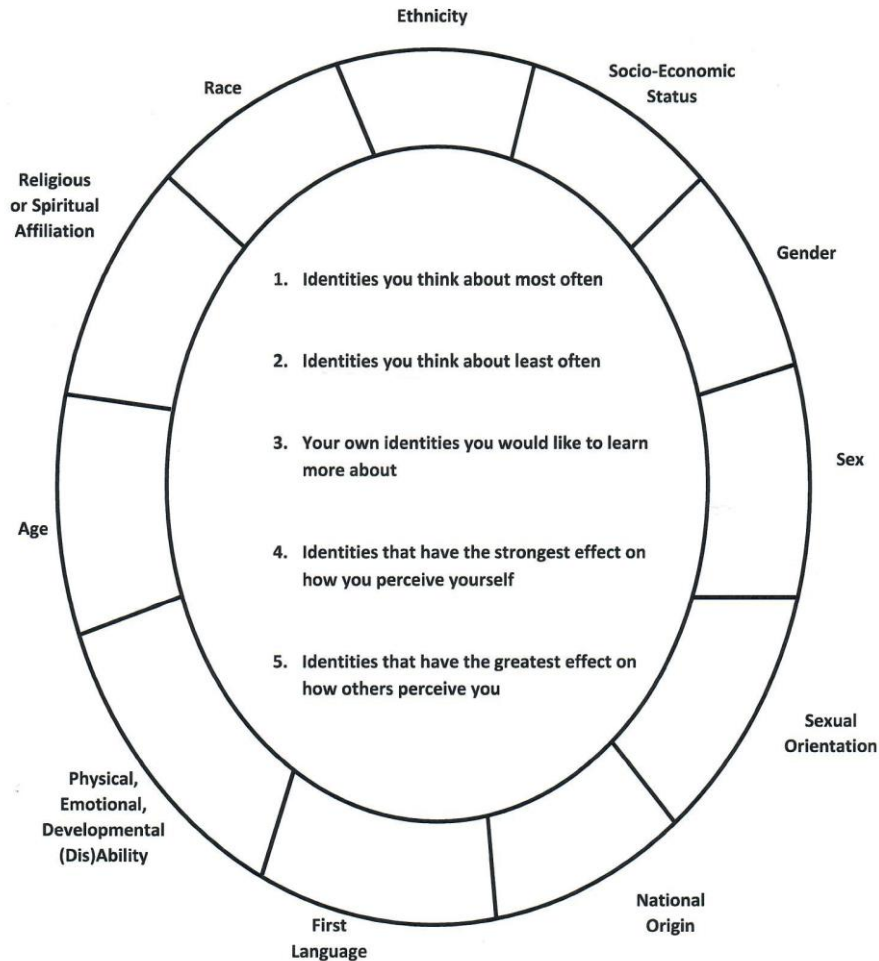 Ethnicity
Socio-Economic
Status
Race
Religious
or Spiritual
Affiliation
Gender
1. Identities you think about most often
2. Identities you think about least often
3. Your own identities you would like to learn
more about
Sex
Age
4. Identities that have the strongest effect on
how you perceive yourself
5. Identities that have the greatest effect on
how others perceive you
Sexual
Orientation
Physical,
Emotional,
Developmental
(Dis)Ability
National
Origin
First
Language